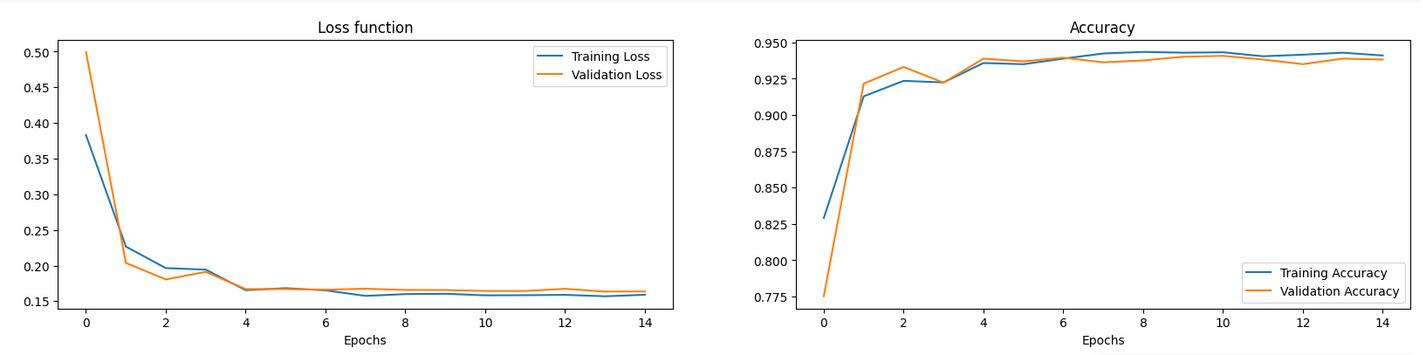 Loss function
0.50
0.45
0.40
0.35
0.30
0.25
0.20
0.15
Training Loss
Validation Loss
0 2 4 6 8 10 12 14
Epochs
Accuracy
0.950
0.925
0.900
0.875
0.850
0.825
0.800
0.775
Training Accuracy
Validation Accuracy
0 2 4 6 8 10 12 14
Epochs